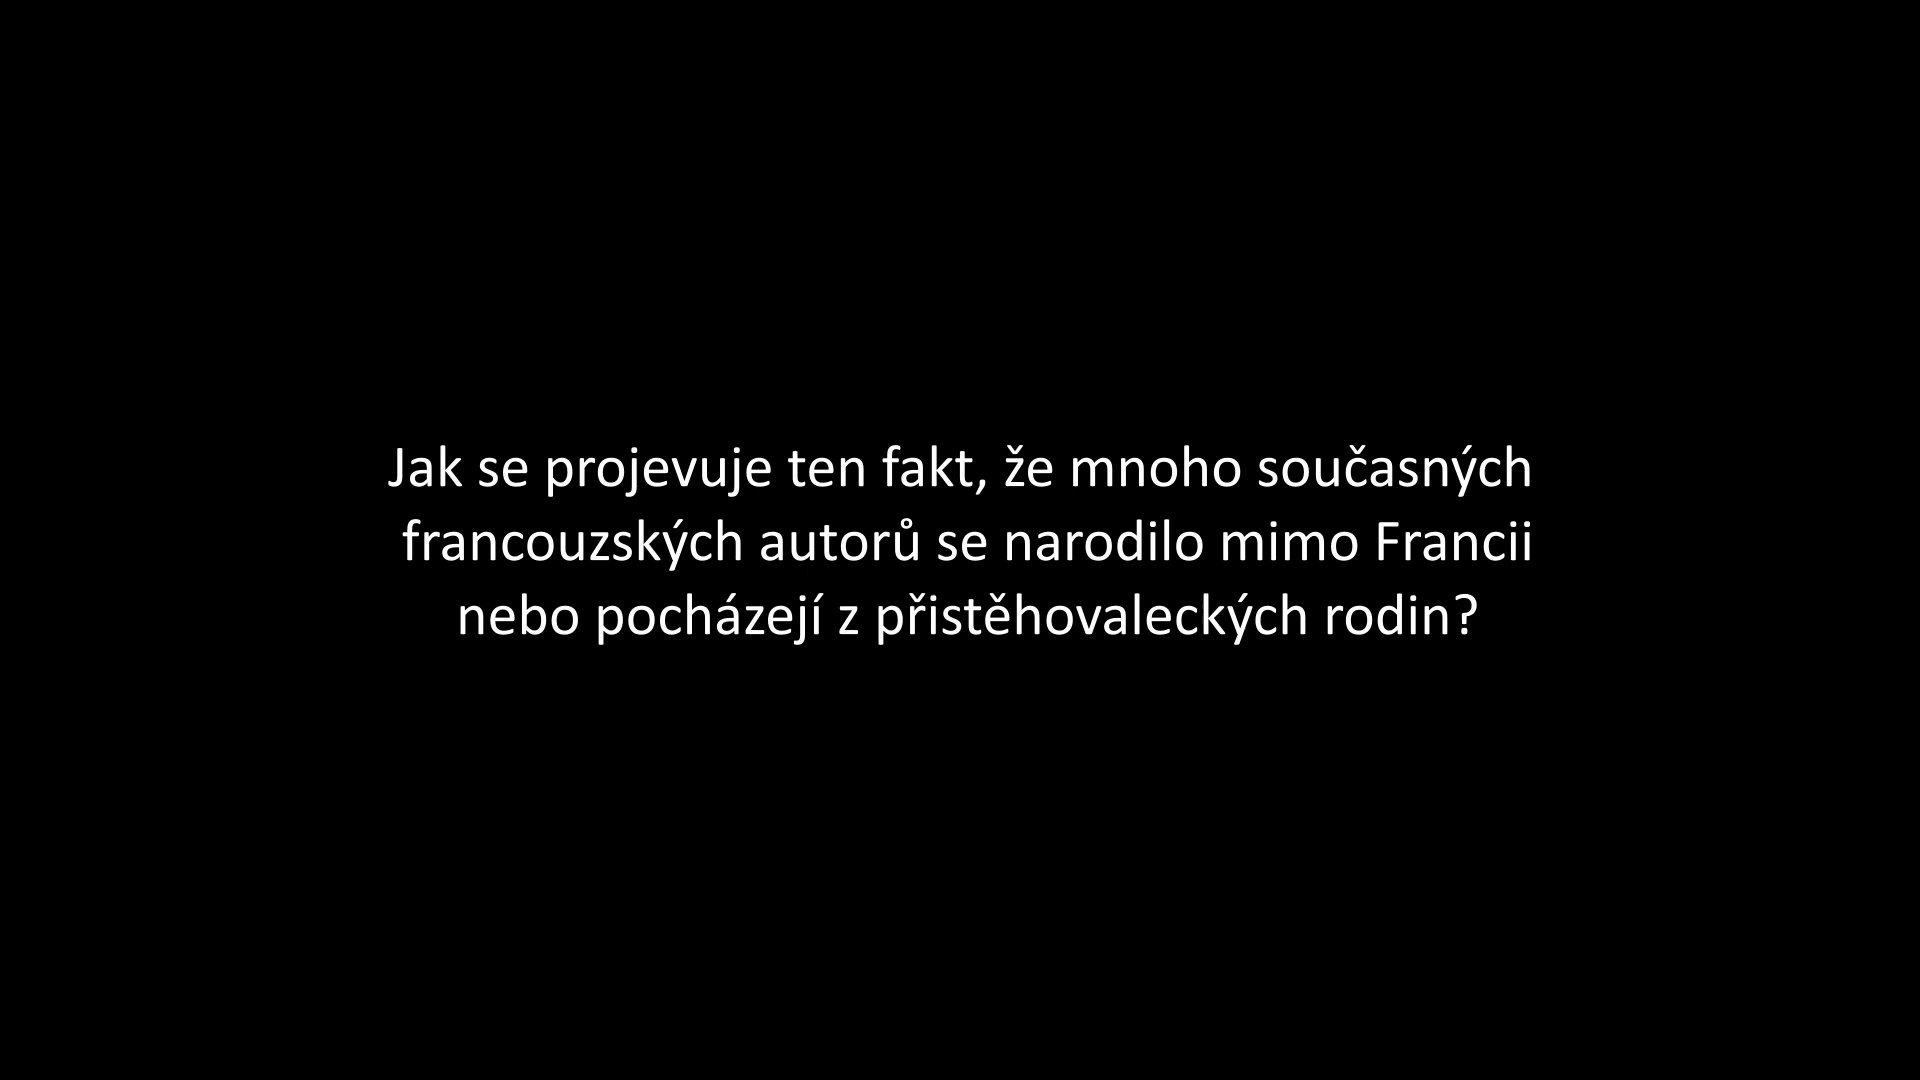 Jak se projevuje ten fakt, že mnoho současných
francouzských autorů se narodilo mimo Francii
nebo pocházejí z přistěhovaleckých rodin?